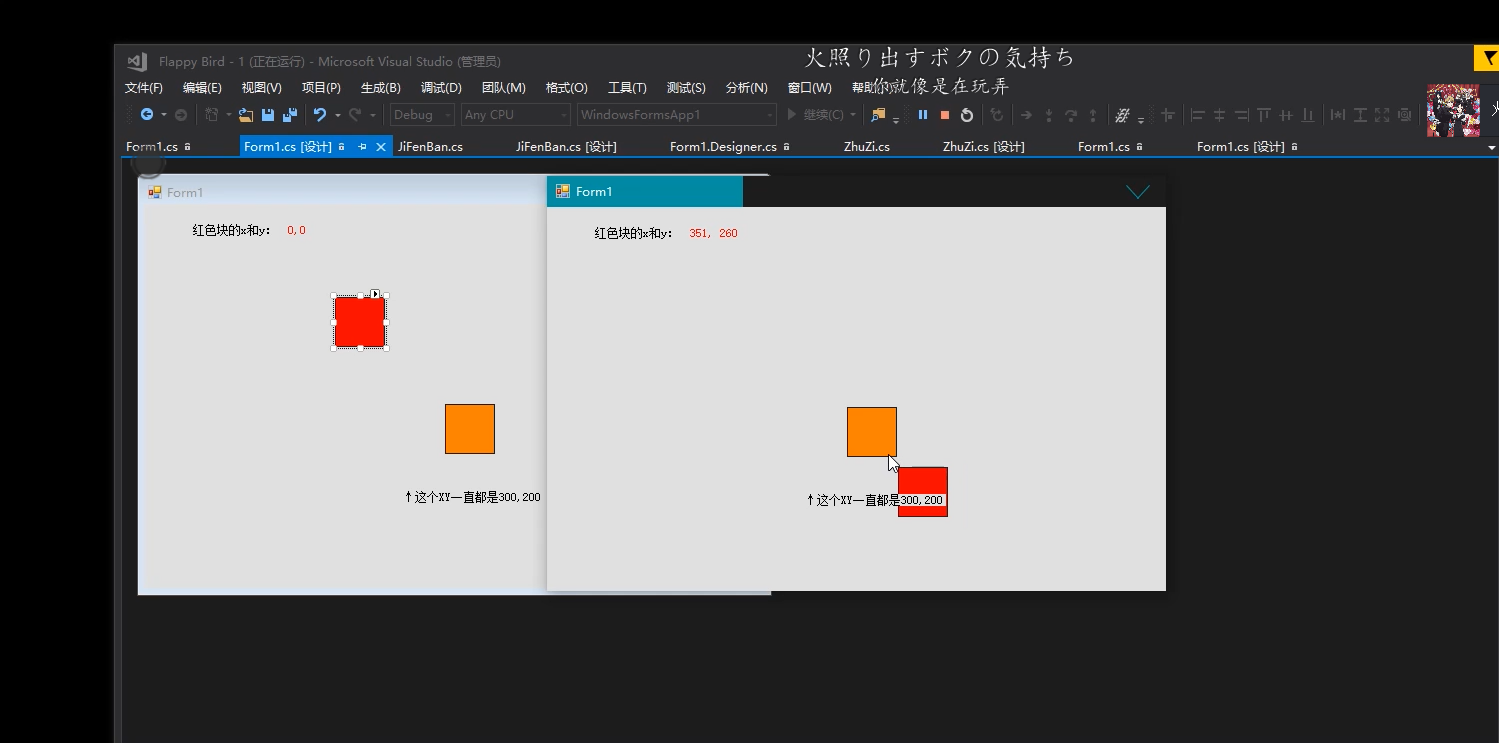 火照り出すボクの気持ち
Flappy Bird - 1 (正在运行) - Microsoft Visual Studio (管理员)
你就像是在玩弄
文件(F) 编辑(E) 视图(V) 项目(P) 生成(B) 调试(D) 团队(M) 格式(O) 工具(T) 测试(S) 分析(N) 窗口(W) 帮助
Debug Any CPU WindowsFormsApp1 继续(C)
Form1.cs Form1.cs [设计] JiFenBan.cs JiFenBan.cs [设计] Form1.Designer.cs ZhuZi.cs ZhuZi.cs [设计] Form1.cs Form1.cs [设计]
Form1
红色块的x和y: 0,0
↑这个XY一直都是300,200
Form1
红色块的x和y: 351, 260
↑这个XY一直都是300,200